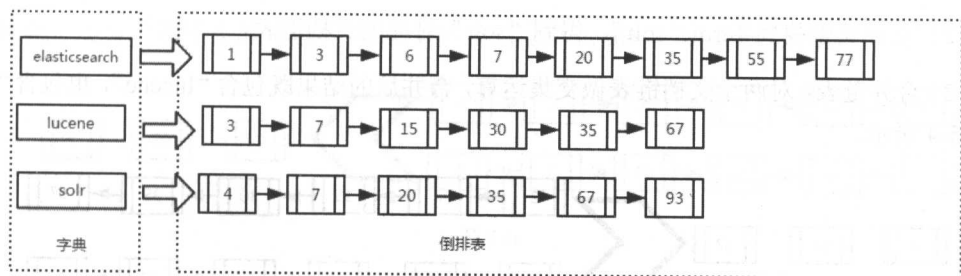 elasticsearch 1 3 6 7 20 35 55 77
lucene 3 7 15 30 35 67
solr 4 7 20 35 67 93
字典 倒排表